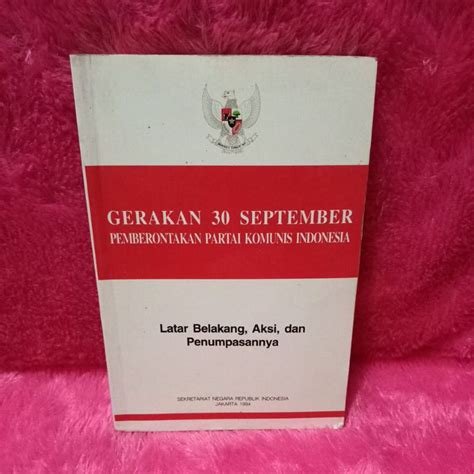 GERAKAN 30 SEPTEMBER
PEMBERONTAKAN PARTAI KOMUNIS INDONESIA
Latar Belakang, Aksi, dan
Penumpasannya
SEKRETARIAT NEGARA REPUBLIK INDONESIA
JAKARTA 1994